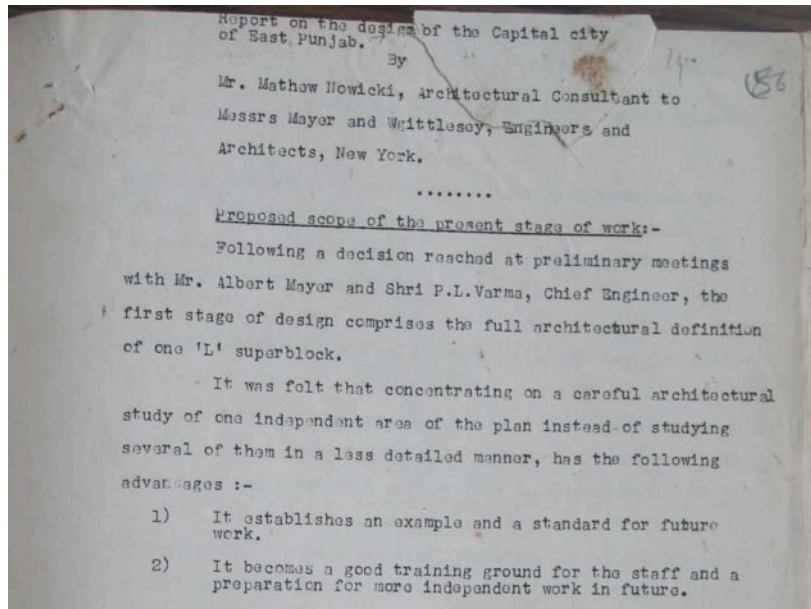 Report on the design of the Capital city
of East Punjab.
By
Mr. Mathew Nowicki, Architectural Consultant to
Messrs Mayer and Whittlesey, Engineers and
Architects, New York.
........
Proposed scope of the present stage of work:-
Following a decision reached at preliminary meetings
with Mr. Albert Mayer and Shri P.L.Varma, Chief Engineer, the
first stage of design comprises the full architectural definition
of one 'L' superblock.
It was felt that concentrating on a careful architectural
study of one independent area of the plan instead of studying
several of them in a less detailed manner, has the following
advantages :-
1) It establishes an example and a standard for future
work.
2) It becomes a good training ground for the staff and a
preparation for more independent work in future.